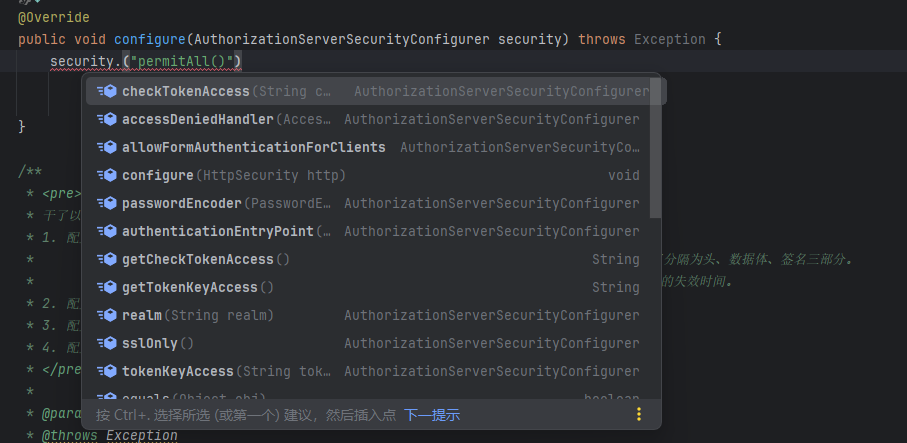 @Override
public void configure(AuthorizationServerSecurityConfigurer security) throws Exception {
security.("permitAll()")
checkTokenAccess(String c... AuthorizationServerSecurityConfigurer
accessDeniedHandler(Acces... AuthorizationServerSecurityConfigurer
allowFormAuthenticationForClients AuthorizationServerSecurityCo...
configure(HttpSecurity http) void
passwordEncoder(PasswordE... AuthorizationServerSecurityConfigurer
authenticationEntryPoint(... AuthorizationServerSecurityConfigurer
getCheckTokenAccess() String
getTokenKeyAccess() String
realm(String realm) AuthorizationServerSecurityConfigurer
sslOnly() AuthorizationServerSecurityConfigurer
tokenKeyAccess(String tok... AuthorizationServerSecurityConfigurer
equals(Object obj) boolean
按 Ctrl+. 选择所选 (或第一个) 建议，然后插入点 下一提示
}
/**
* <pre>
* 干了以
* 1. 配
* 分隔为头、数据体、签名三部分。
* 的失效时间。
* 2. 配
* 3. 配
* 4. 配
* </pre
*
* @para
* @throws Exception